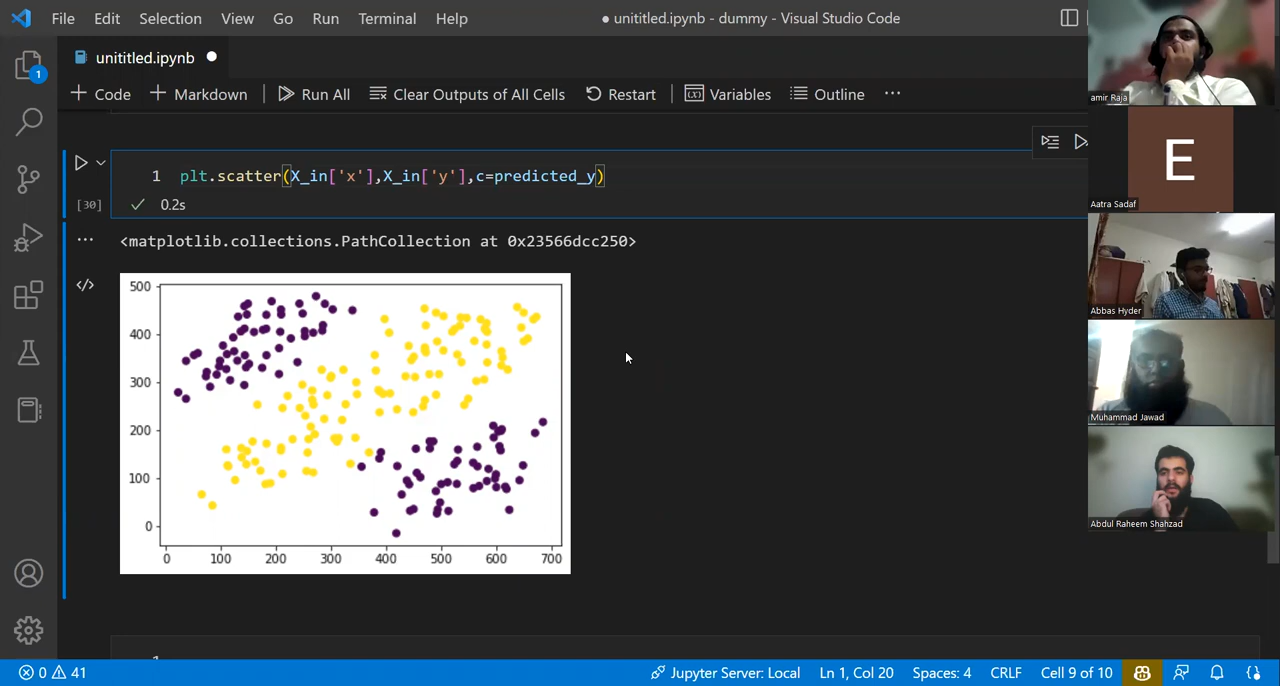 File Edit Selection View Go Run Terminal Help
● unititled.ipynb - dummy - Visual Studio Code
unititled.ipynb
1
Code Markdown Run All Clear Outputs of All Cells Restart Variables Outline ...
1 plt.scatter(X_in['x'],X_in['y'],c=predicted_y)
[30] 0.2s
<matplotlib.collections.PathCollection at 0x23566dcc250>
500
400
300
200
100
0
0 100 200 300 400 500 600 700
1
0 41 Jupyter Server: Local Ln 1, Col 20 Spaces: 4 CRLF Cell 9 of 10
amir Raja
E
Aatra Sadaf
Abbas Hyder
Muhammad Jawad
Abdul Raheem Shahzad